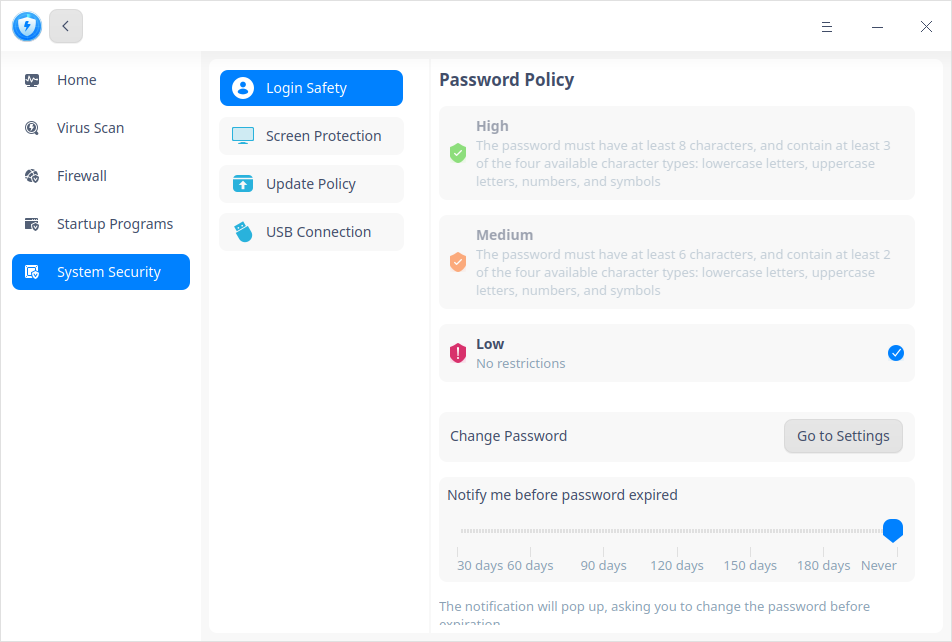 Home
Virus Scan
Firewall
Startup Programs
System Security
Login Safety
Screen Protection
Update Policy
USB Connection
Password Policy
High
The password must have at least 8 characters, and contain at least 3
of the four available character types: lowercase letters, uppercase
letters, numbers, and symbols
Medium
The password must have at least 6 characters, and contain at least 2
of the four available character types: lowercase letters, uppercase
letters, numbers, and symbols
Low
No restrictions
Change Password
Go to Settings
Notify me before password expired
30 days 60 days 90 days 120 days 150 days 180 days Never
The notification will pop up, asking you to change the password before
expiration